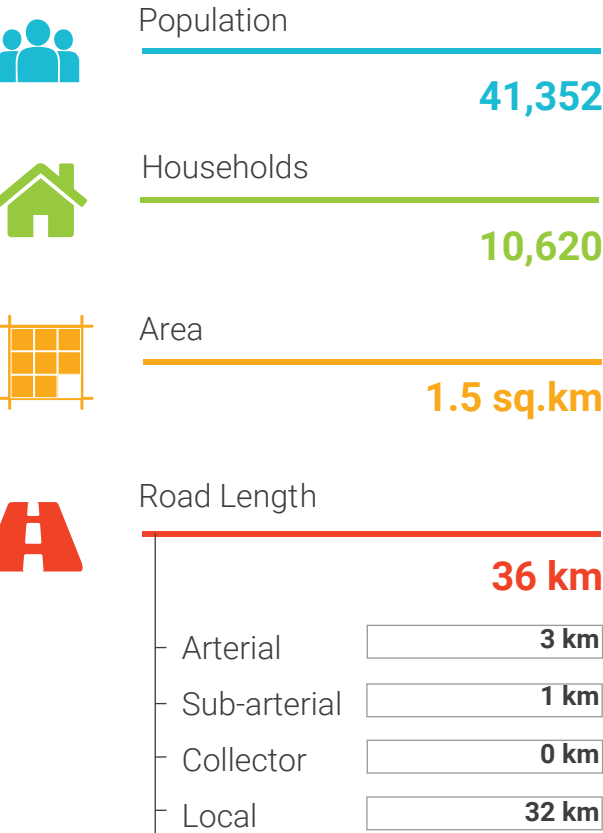 Population
41,352
Households
10,620
Area
1.5 sq.km
Road Length
36 km
Arterial 3 km
Sub-arterial 1 km
Collector 0 km
Local 32 km